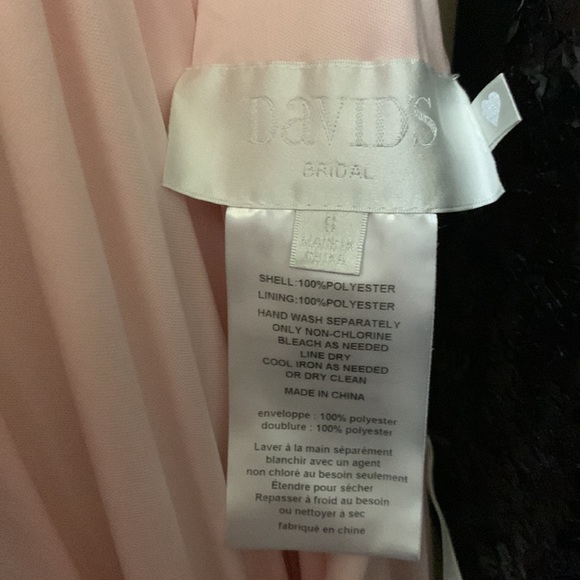 DaVID'S
BRIDAL
MADE IN
CHINA
SHELL:100%POLYESTER
LINING:100%POLYESTER
HAND WASH SEPARATELY
ONLY NON-CHLORINE
BLEACH AS NEEDED
LINE DRY
COOL IRON AS NEEDED
OR DRY CLEAN
MADE IN CHINA
enveloppe : 100% polyester
doublure : 100% polyester
Laver à la main séparément
blanchir avec un agent
non chloré au besoin seulement
Étendre pour sécher
Repasser à froid au besoin
ou nettoyer à sec
fabriqué en chine